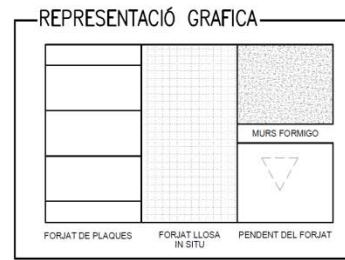 REPRESENTACIÓ GRAFICA
MURS FORMIGO
FORJAT DE PLAQUES
FORJAT LLOSA
IN SITU
PENDENT DEL FORJAT